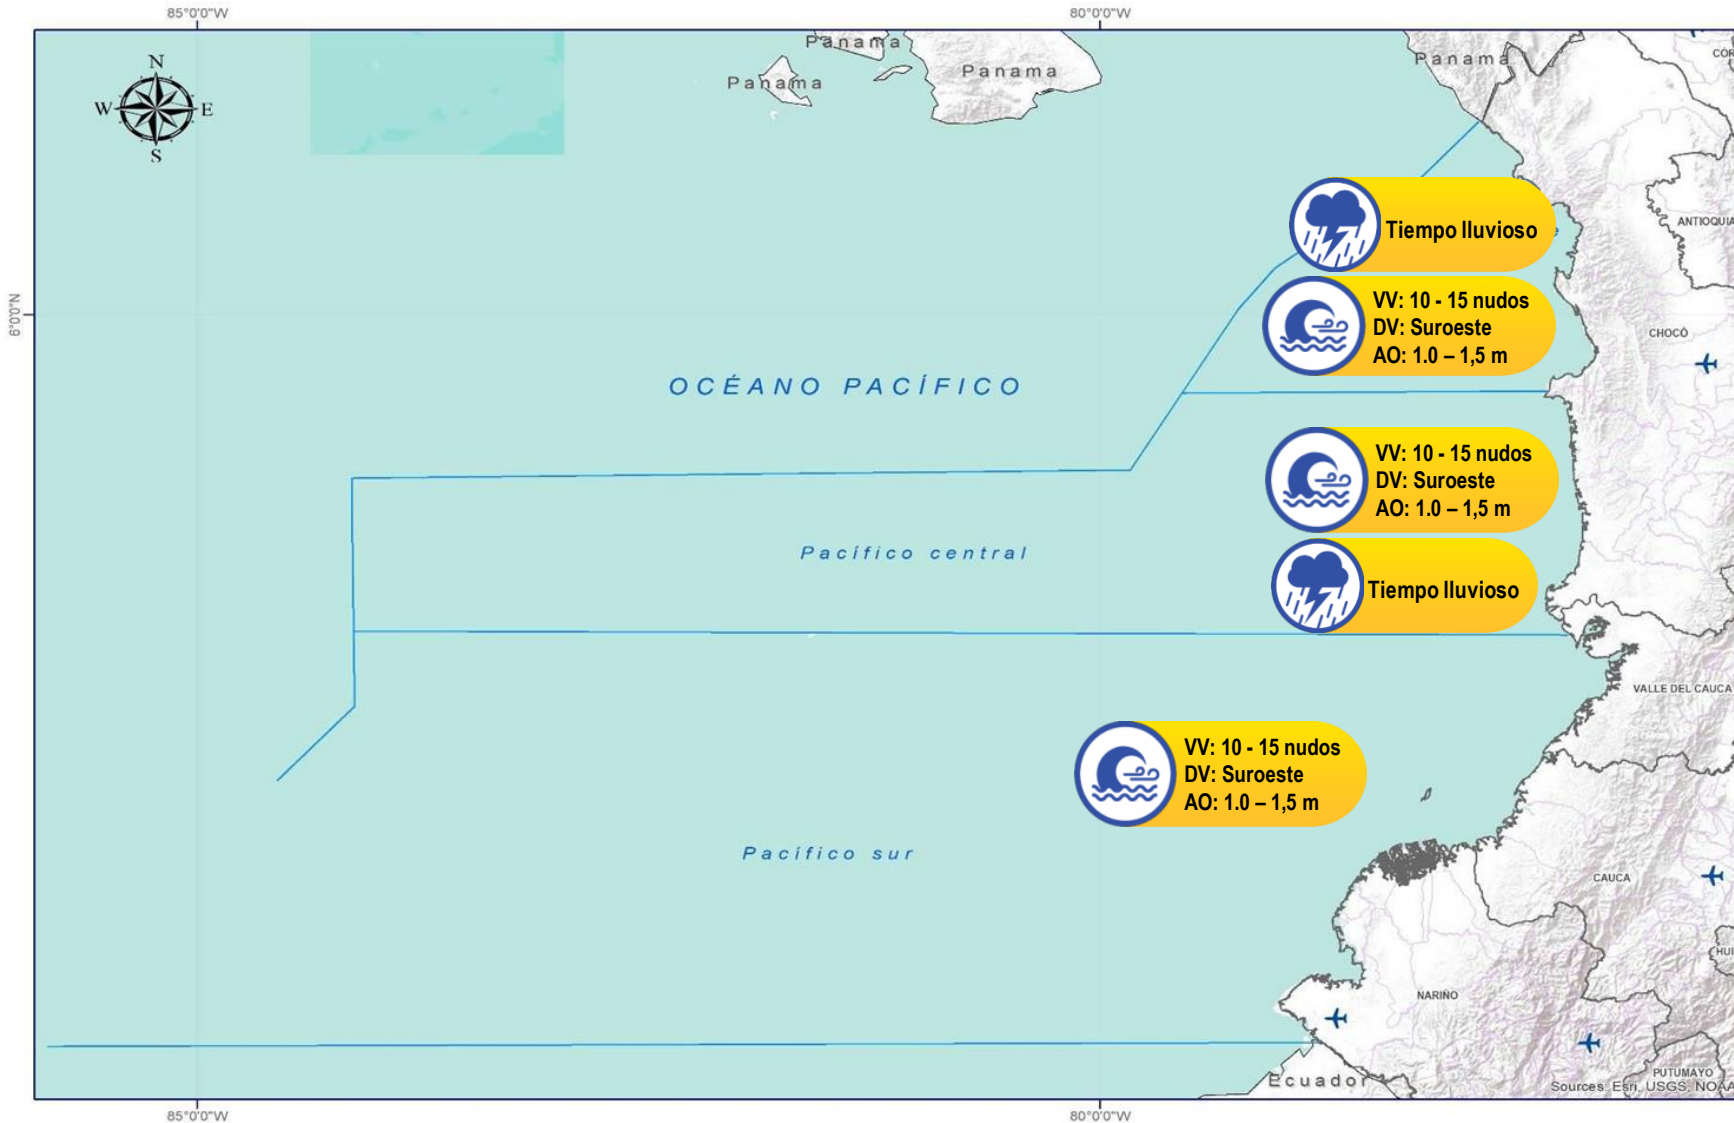 85°0'0"W
80°0'0"W
N
W
E
S
Panama
Panama
Panama
Panama
ANTIOQUIA
Tiempo lluvioso
6°0'0"N
VV: 10 - 15 nudos
DV: Suroeste
AO: 1.0 – 1,5 m
CHOCÓ
OCÉANO PACÍFICO
VV: 10 - 15 nudos
DV: Suroeste
AO: 1.0 – 1,5 m
Pacífico central
Tiempo lluvioso
VALLE DEL CAUCA
VV: 10 - 15 nudos
DV: Suroeste
AO: 1.0 – 1,5 m
Pacífico sur
CAUCA
HUI
NARIÑO
PUTUMAYO
Ecuador
Sources: Esri, USGS, NOAA
85°0'0"W
80°0'0"W